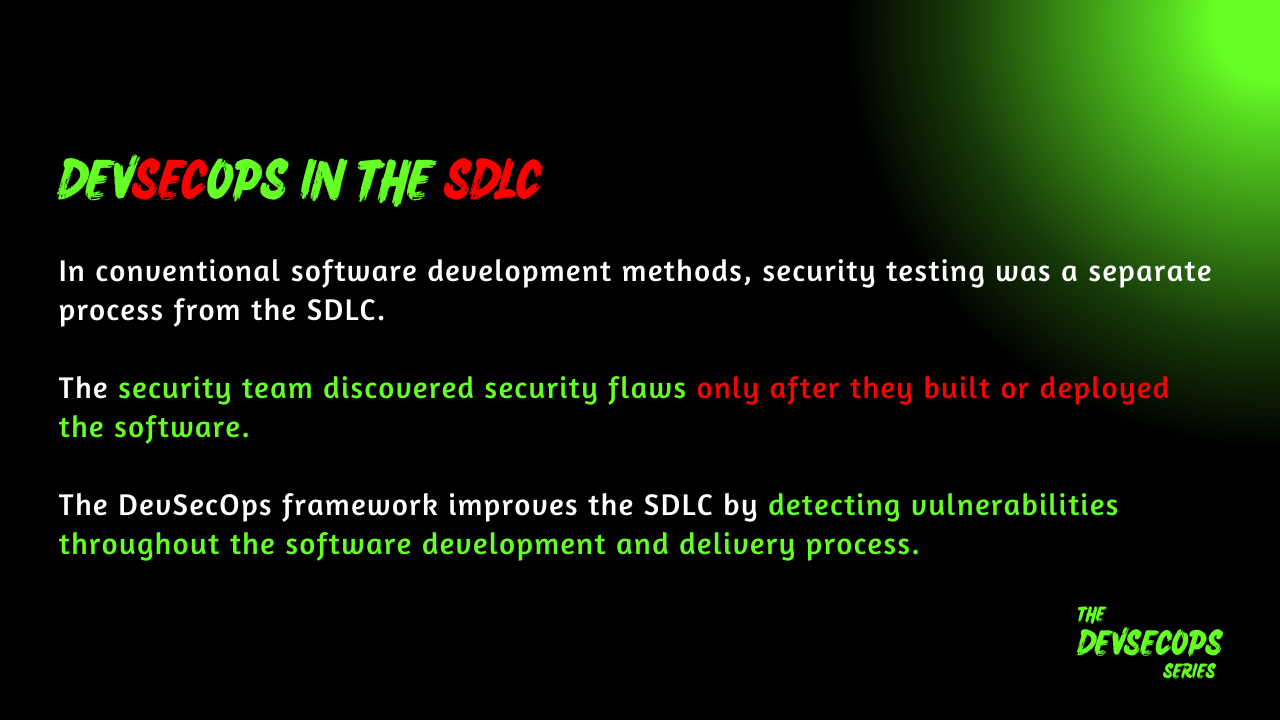 DEVSECOPS IN THE SDLC
In conventional software development methods, security testing was a separate
process from the SDLC.
The security team discovered security flaws only after they built or deployed
the software.
The DevSecOps framework improves the SDLC by detecting vulnerabilities
throughout the software development and delivery process.
THE
DEVSECOPS
SERIES